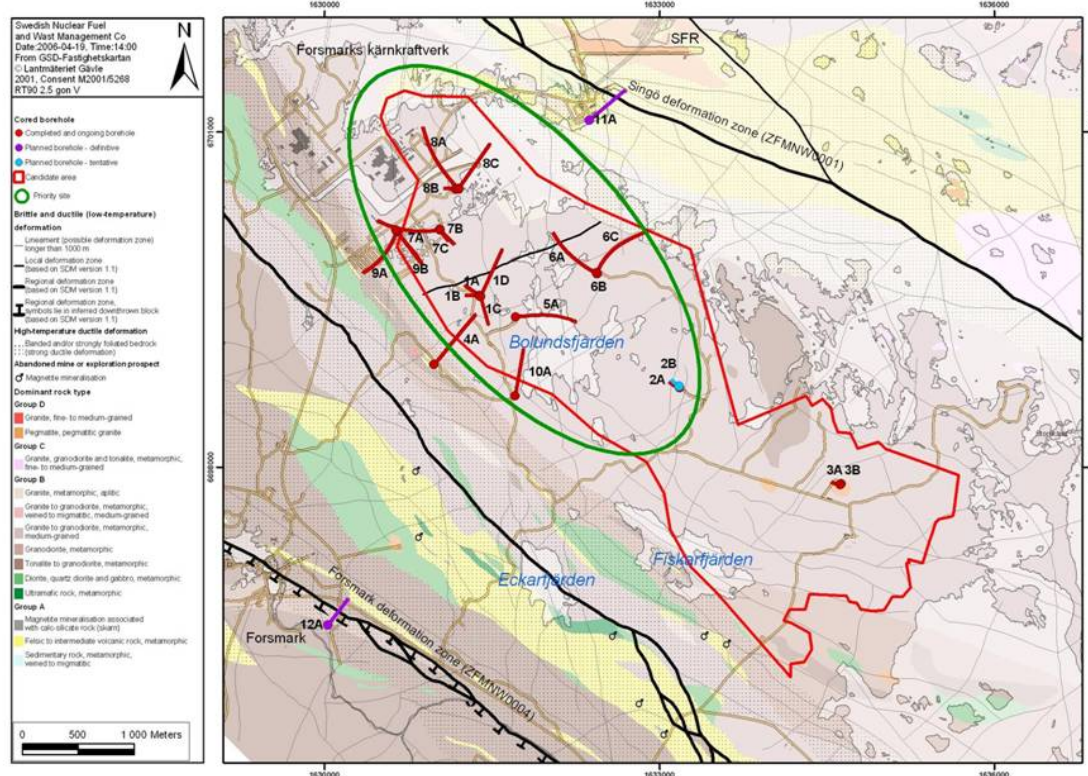 Swedish Nuclear Fuel
and Wast Management Co
Date:2006-04-19, Time:14:00
From GSD-Fastighetskartan
© Lantmäteriet Gävle
2001, Consent M2001/5268
RT90 2.5 gon V
N
Cored borehole
Completed and ongoing borehole
Planned borehole - definitive
Planned borehole - tentative
Candidate area
Priority site
Brittle and ductile (low-temperature)
deformation
Lineament (possible deformation zone)
longer than 1000 m
Local deformation zone
(based on SDM version 1.1)
Regional deformation zone
(based on SDM version 1.1)
Regional deformation zone,
symbols lie in inferred downthrown block
(based on SDM version 1.1)
High-temperature ductile deformation
Banded and/or strongly foliated bedrock
(strong ductile deformation)
Abandoned mine or exploration prospect
Magnetite mineralisation
Dominant rock type
Group D
Granite, fine- to medium-grained
Pegmatite, pegmatitic granite
Group C
Granite, granodiorite and tonalite, metamorphic,
fine- to medium-grained
Group B
Granite, metamorphic, aplitic
Granite to granodiorite, metamorphic,
veined to migmatitic, medium-grained
Granite to granodiorite, metamorphic,
medium-grained
Granodiorite, metamorphic
Tonalite to granodiorite, metamorphic
Diorite, quartz diorite and gabbro, metamorphic
Ultramafic rock, metamorphic
Group A
Magnetite mineralisation associated
with calc-silicate rock (skarn)
Felsic to intermediate volcanic rock, metamorphic
Sedimentary rock, metamorphic,
veined to migmatitic
0 500 1 000 Meters
1630000 1633000 1636000
Forsmarks kärnkraftverk
SFR
Singö deformation zone (ZFMNW0001)
6701000
11A
8A
8C
8B
7A
7B
7C
9A
9B
6A
6C
6B
1A
1D
1B
1C
5A
4A
Bolundsfjärden
10A
2B
2A
6698000
3A 3B
Fiskarfjärden
Eckarfjärden
12A
Forsmark
Forsmark deformation zone (ZFMNW0004)
1630000 1633000 1636000